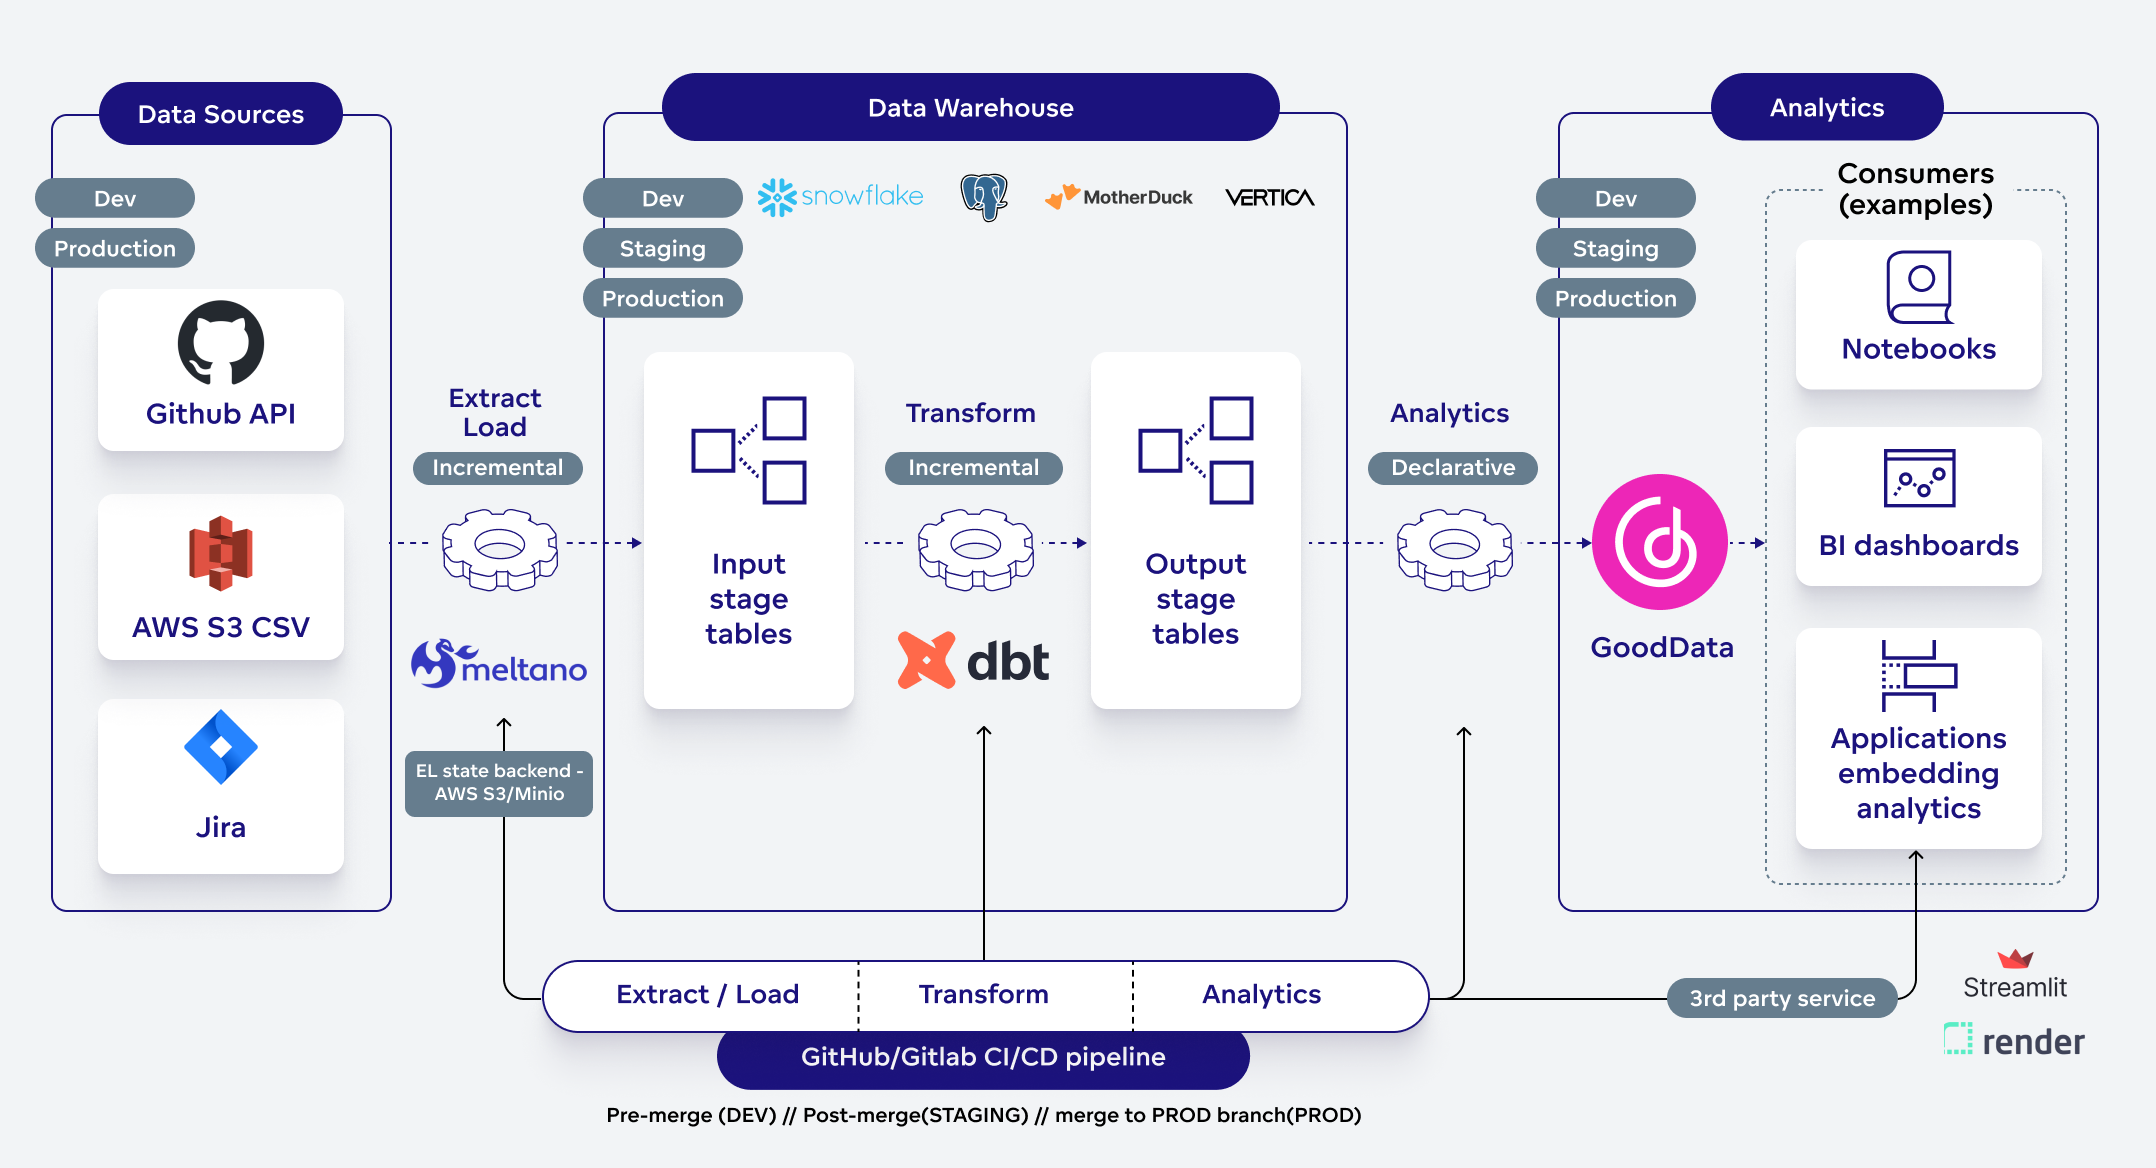 Data Sources
Dev
Production
Github API
AWS S3 CSV
Jira
Extract
Load
Incremental
meltano
EL state backend -
AWS S3/Minio
Data Warehouse
Dev
Staging
Production
snowflake
MotherDuck
VERTICA
Input
stage
tables
Transform
Incremental
dbt
Output
stage
tables
Analytics
Declarative
Analytics
Dev
Staging
Production
GoodData
Consumers
(examples)
Notebooks
BI dashboards
Applications
embedding
analytics
Extract / Load
Transform
Analytics
GitHub/Gitlab CI/CD pipeline
Pre-merge (DEV) // Post-merge(STAGING) // merge to PROD branch(PROD)
3rd party service
Streamlit
render